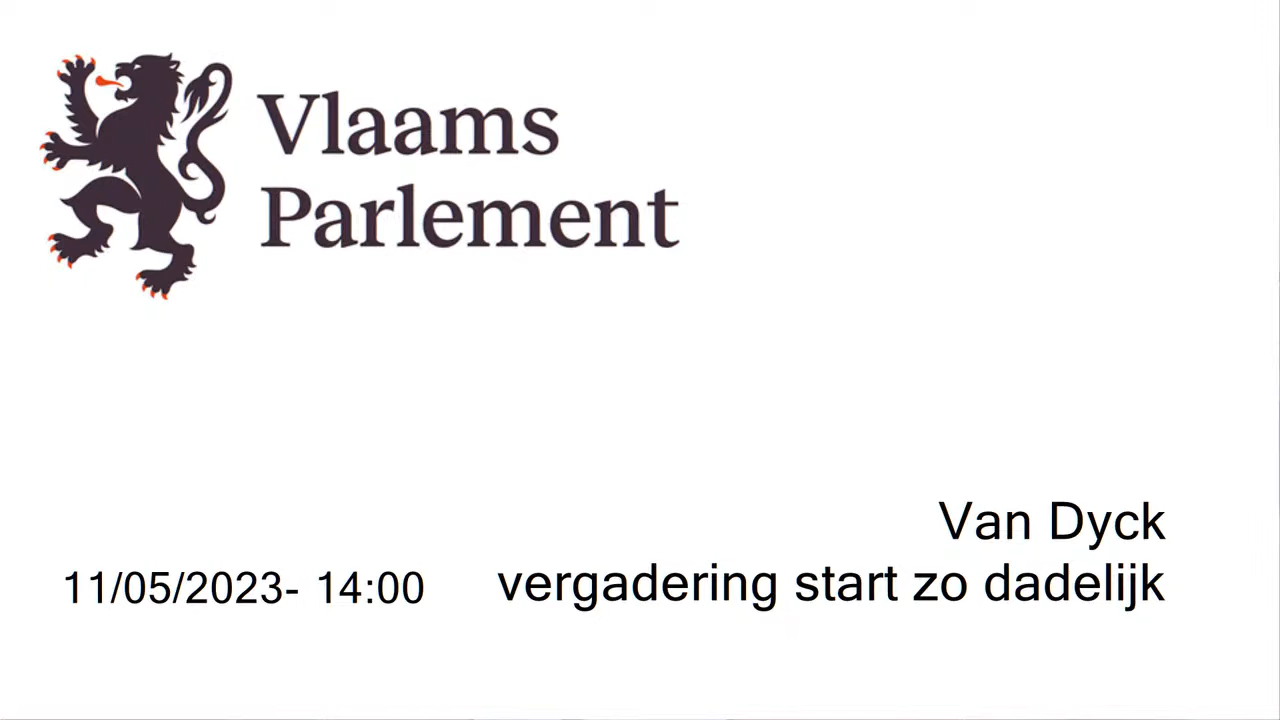 Vlaams
Parlement
Van Dyck
11/05/2023- 14:00
vergadering start zo dadelijk